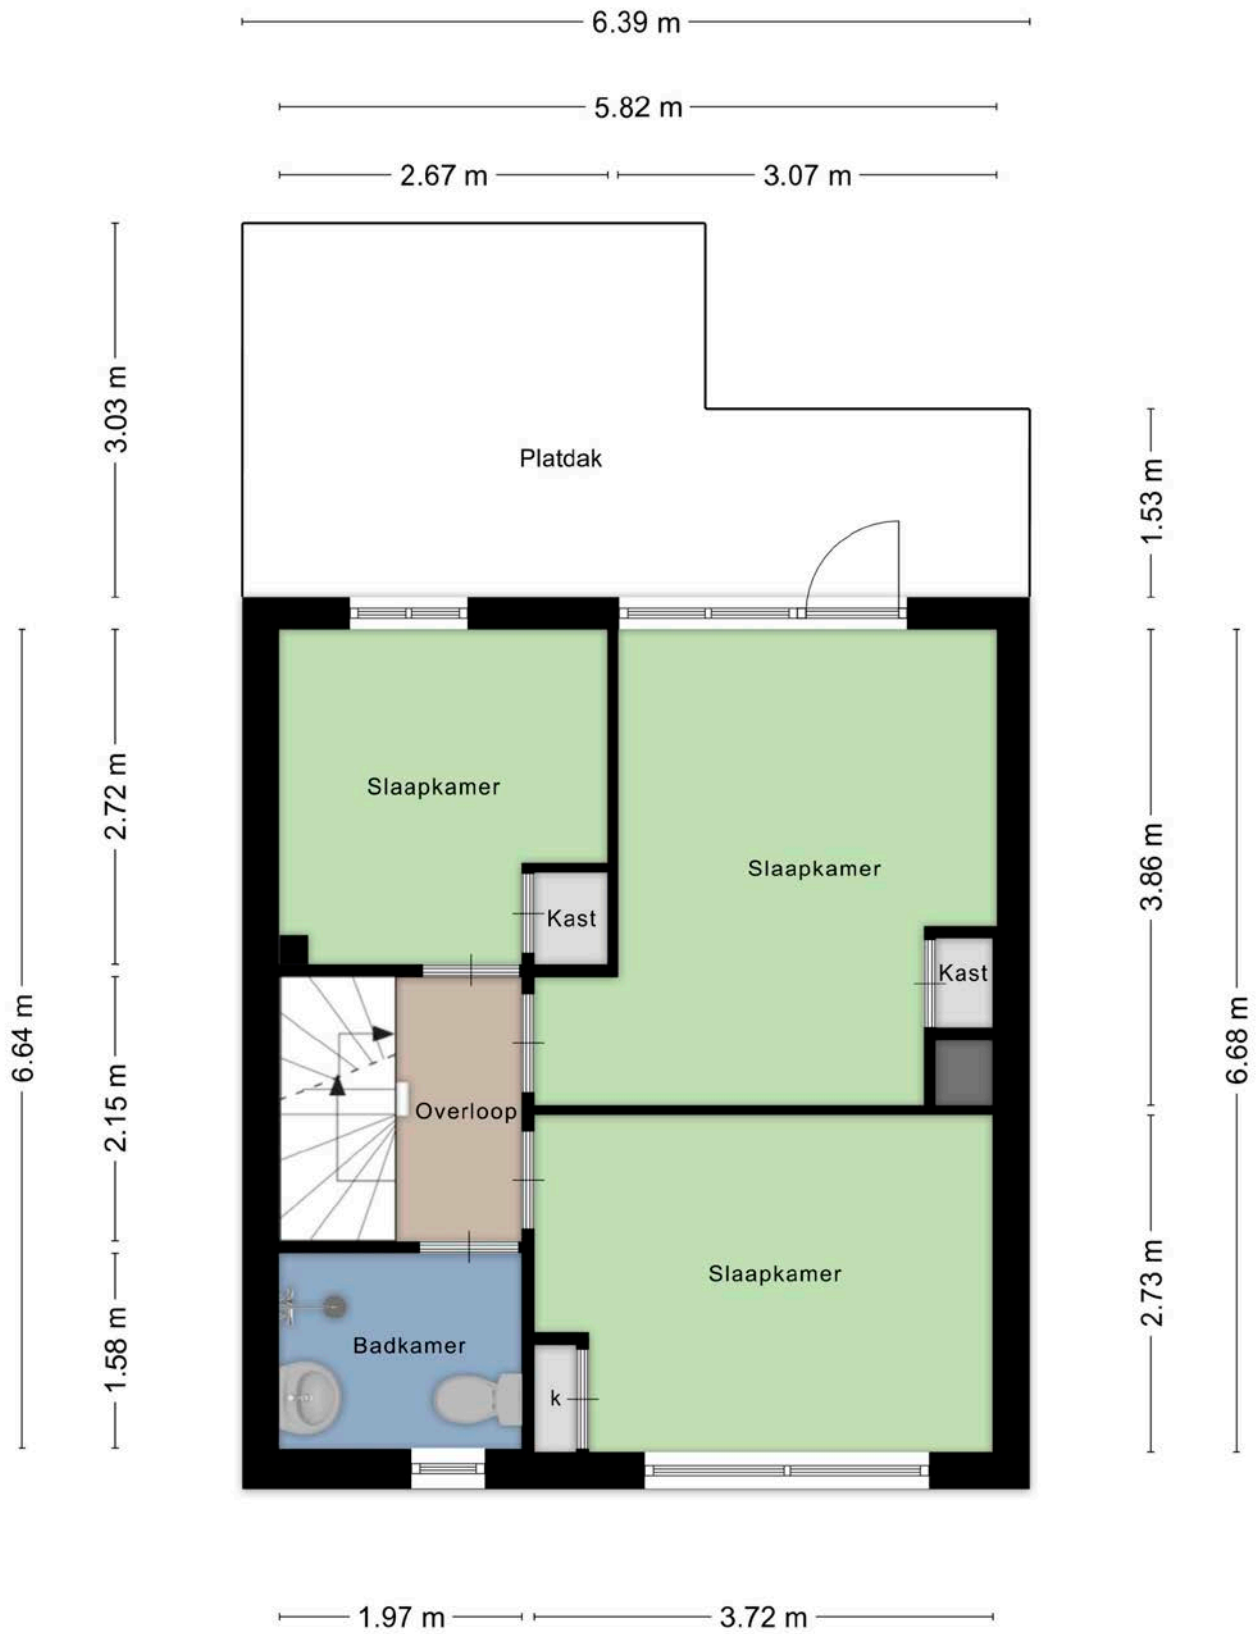 6.39 m
5.82 m
2.67 m
3.07 m
3.03 m
Platdak
1.53 m
Slaapkamer
2.72 m
Slaapkamer
3.86 m
Kast
Kast
6.64 m
6.68 m
2.15 m
Overloop
Slaapkamer
2.73 m
Badkamer
1.58 m
k
1.97 m
3.72 m